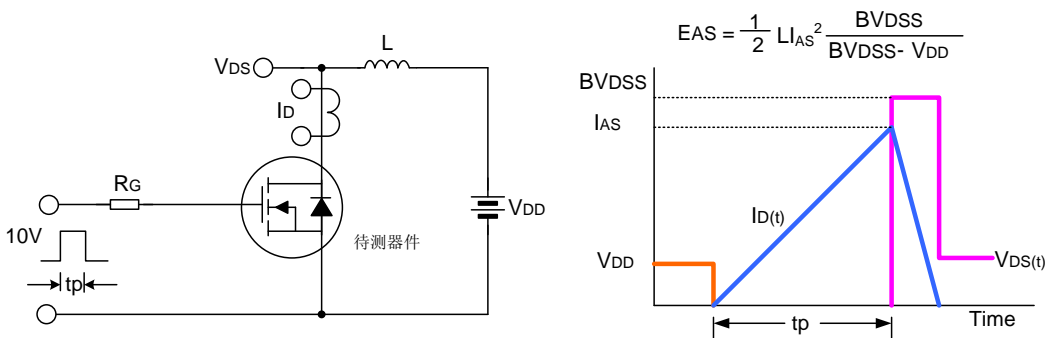 L
VDS
ID
RG
10V
tp
VDD
待测器件
EAS = 1/2 LIAS² BVDSS/BVDSS- VDD
BVDSS
IAS
ID(t)
VDD
VDS(t)
tp
Time